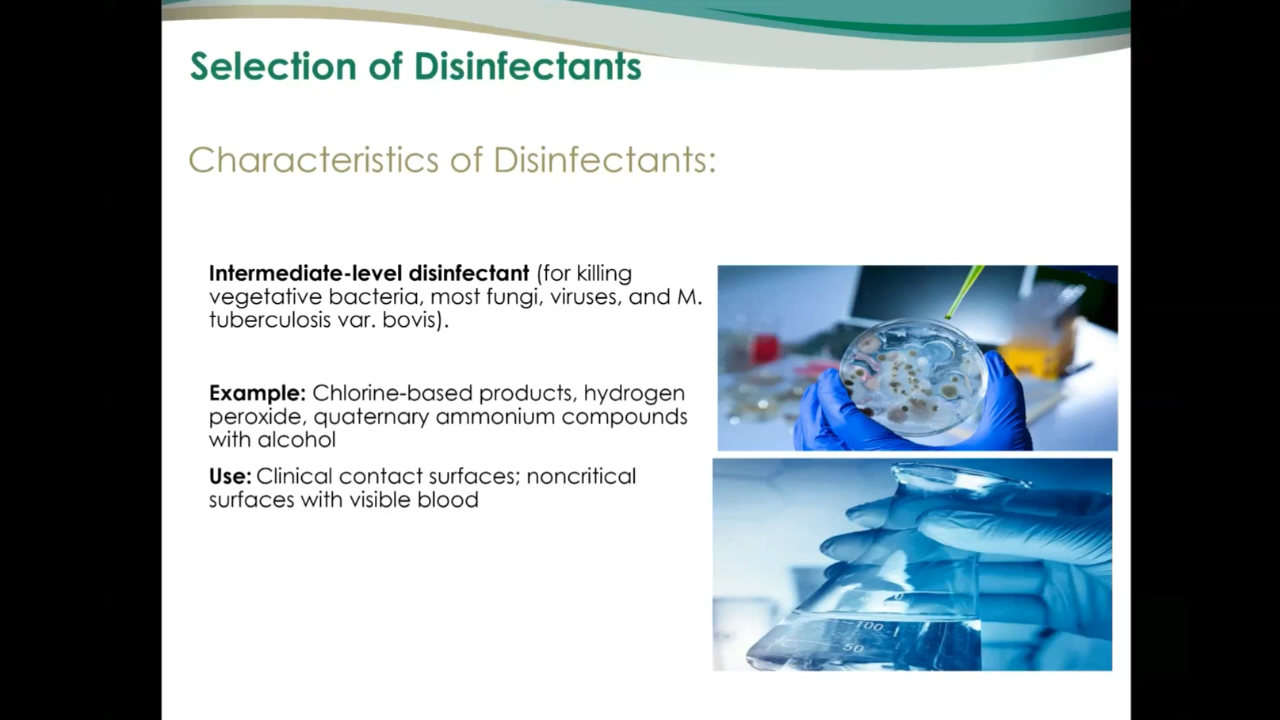 Selection of Disinfectants
Characteristics of Disinfectants:
Intermediate-level disinfectant (for killing
vegetative bacteria, most fungi, viruses, and M.
tuberculosis var. bovis).
Example: Chlorine-based products, hydrogen
peroxide, quaternary ammonium compounds
with alcohol
Use: Clinical contact surfaces; noncritical
surfaces with visible blood
100
50